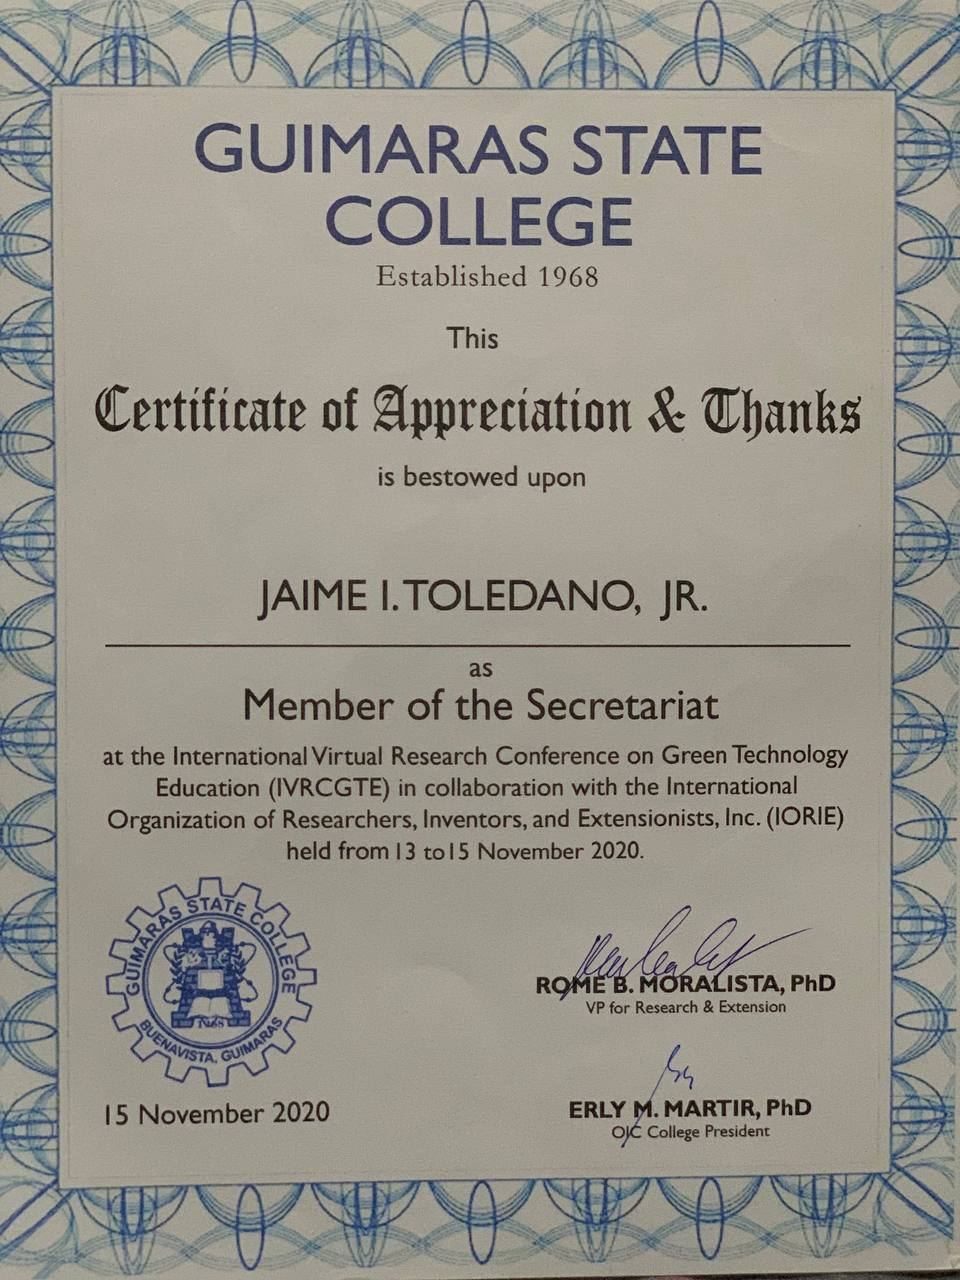 GUIMARAS STATE
COLLEGE
Established 1968
This
Certificate of Appreciation & Thanks
is bestowed upon
JAIME I. TOLEDANO, JR.
as
Member of the Secretariat
at the International Virtual Research Conference on Green Technology
Education (IVRCGTE) in collaboration with the International
Organization of Researchers, Inventors, and Extensionists, Inc. (IORIE)
held from 13 to15 November 2020.
GUIMARAS STATE COLLEGE
1968
BUENAVISTA, GUIMARAS
15 November 2020
ROME B. MORALISTA, PhD
VP for Research & Extension
ERLY M. MARTIR, PhD
OIC College President